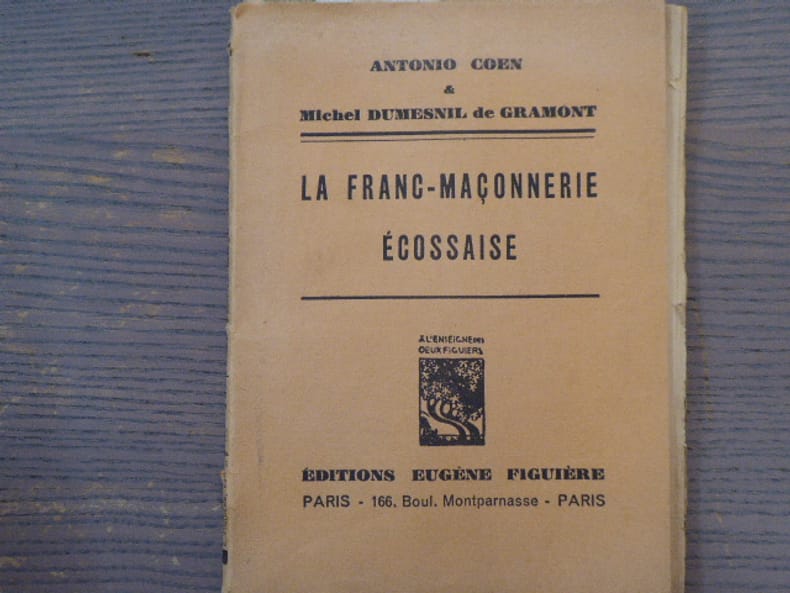 ANTONIO COEN
&
Michel DUMESNIL de GRAMONT
LA FRANC-MAÇONNERIE
ÉCOSSAISE
A L'ENSEIGNE DES
DEUX FIGUIERS
ÉDITIONS EUGÈNE FIGUIÈRE
PARIS - 166, Boul. Montparnasse - PARIS